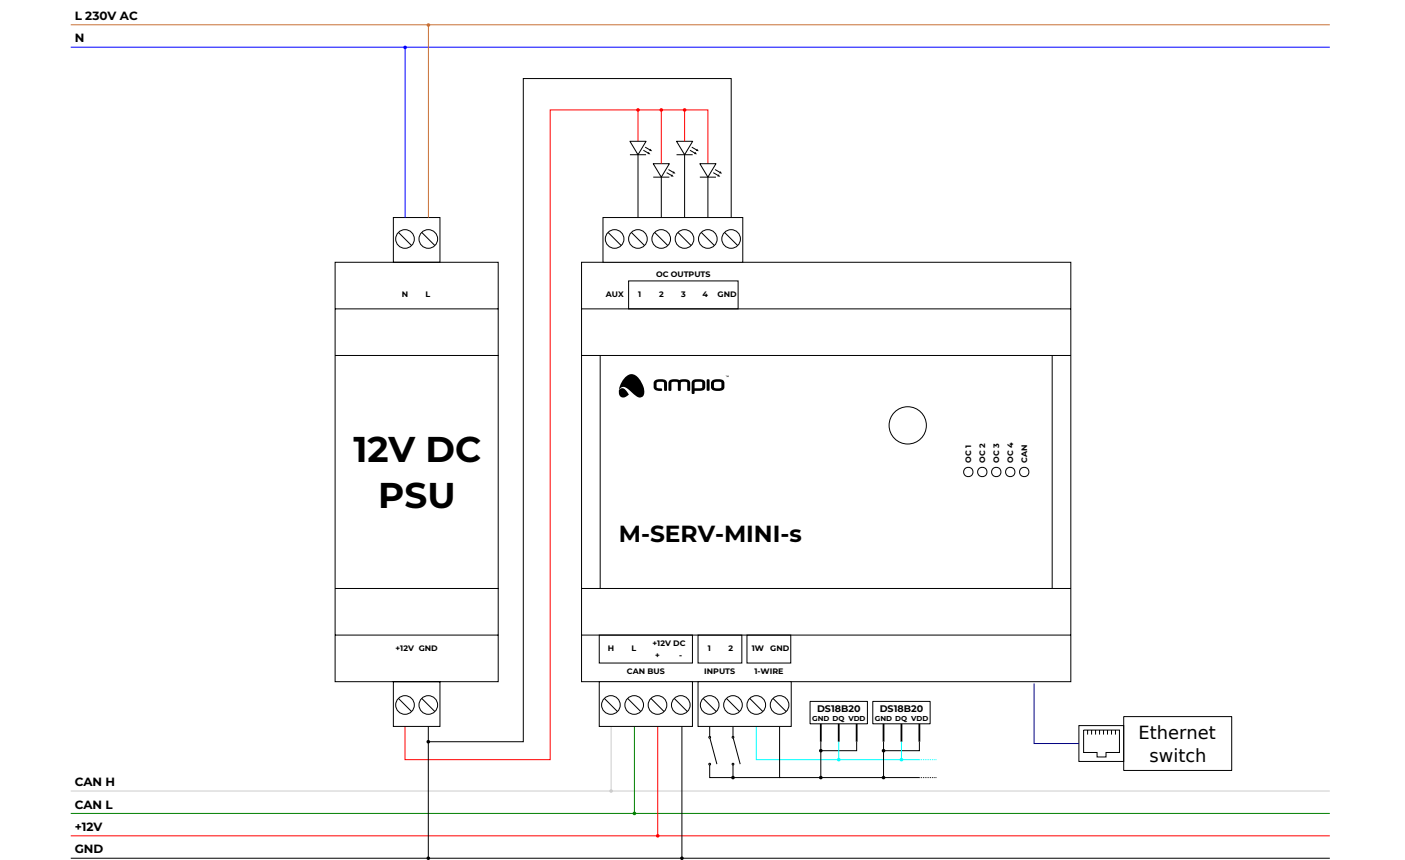 L 230V AC
N
OC OUTPUTS
AUX 1 2 3 4 GND
N L
ampio™
12V DC
PSU
OC 1
OC 2
OC 3
OC 4
CAN
M-SERV-MINI-s
+12V GND
H L +12V DC
+ -
1 2
1W GND
CAN BUS
INPUTS
1-WIRE
DS18B20
GND DQ VDD
DS18B20
GND DQ VDD
Ethernet
switch
CAN H
CAN L
+12V
GND